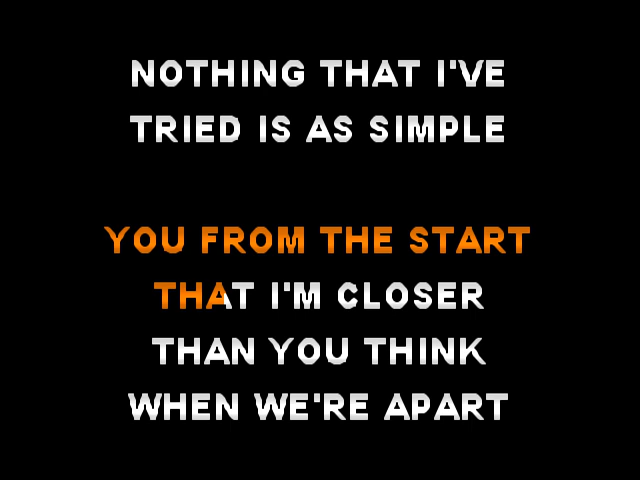 NOTHING THAT I'VE
TRIED IS AS SIMPLE
YOU FROM THE START
THAT I'M CLOSER
THAN YOU THINK
WHEN WE'RE APART